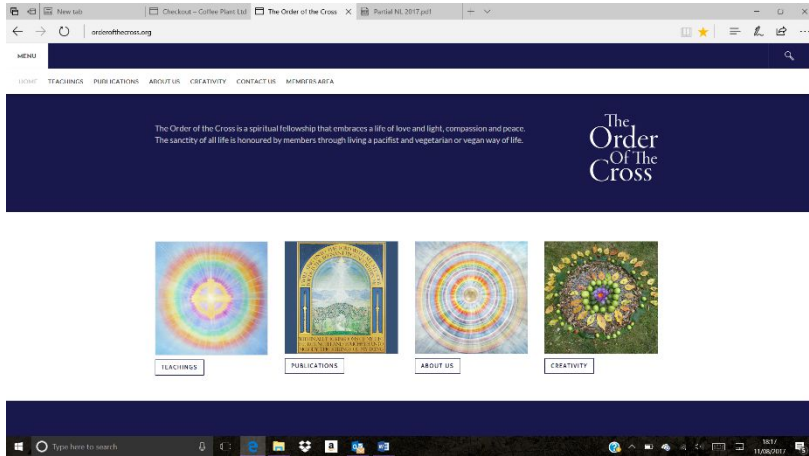 New tab
Checkout – Coffee Plant Ltd
The Order of the Cross
Partial NL 2017.pdf
orderofthecross.org
MENU
HOME TEACHINGS PUBLICATIONS ABOUT US CREATIVITY CONTACT US MEMBERS AREA
The Order of the Cross is a spiritual fellowship that embraces a life of love and light, compassion and peace.
The sanctity of all life is honoured by members through living a pacifist and vegetarian or vegan way of life.
The
Order
Of The
Cross
TEACHINGS
PUBLICATIONS
ABOUT US
CREATIVITY
Type here to search
a
18:17
11/08/2017